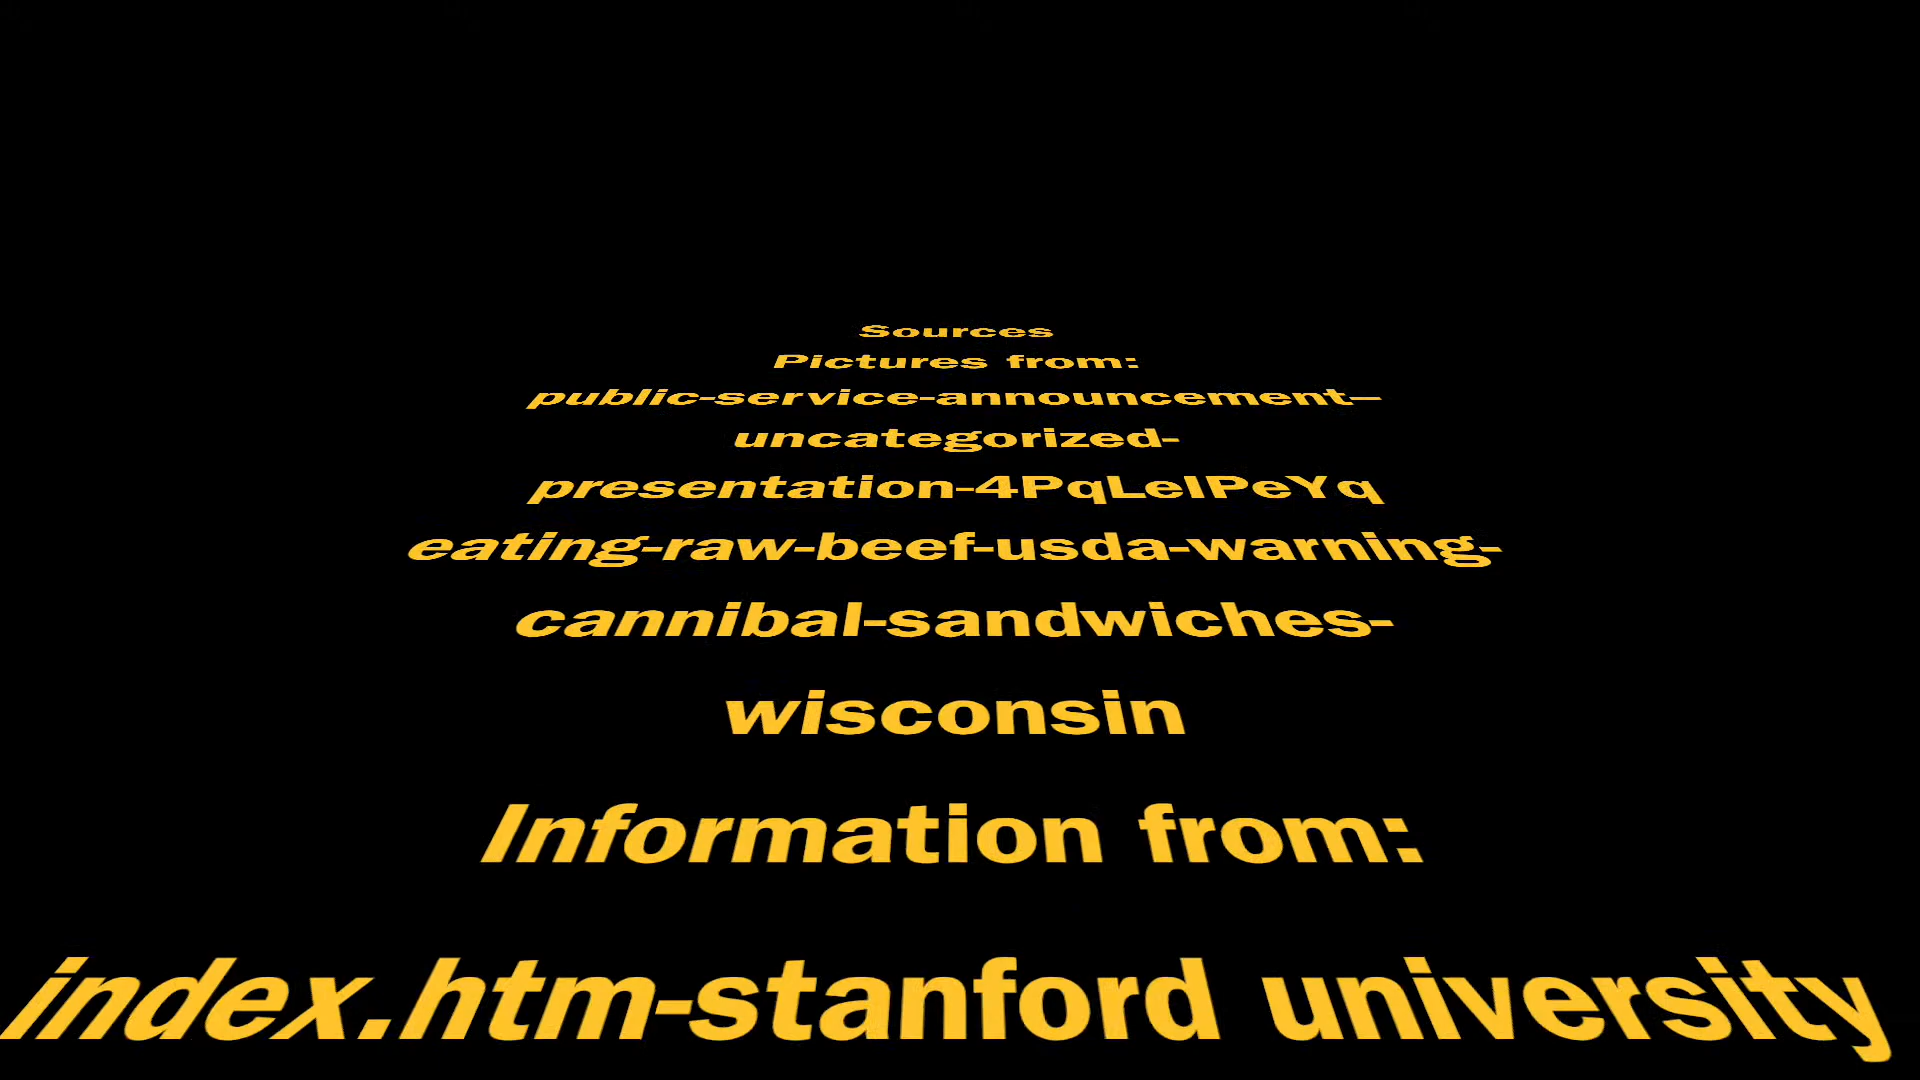 Sources
Pictures from:
public-service-announcement—
uncategorized-
presentation-4PqLeIPeYq
eating-raw-beef-usda-warning-
cannibal-sandwiches-
wisconsin
Information from:
index.htm-stanford university